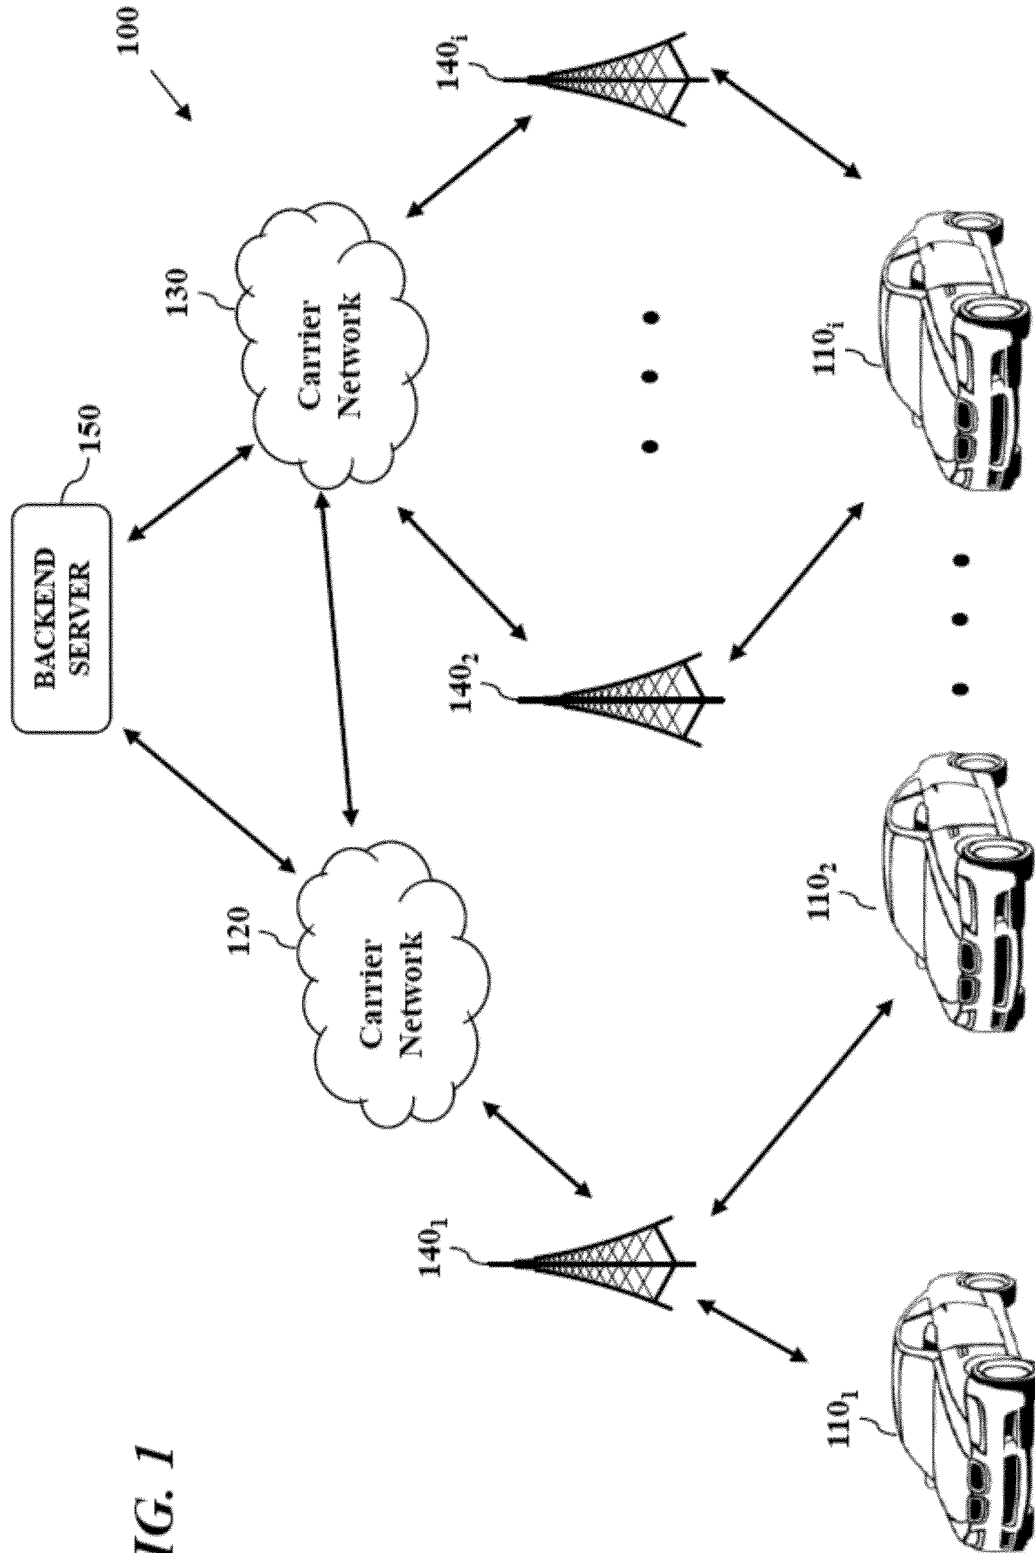 BACKEND
SERVER
150
100
IG. 1
130
120
Carrier
Network
Carrier
Network
140₁
140₂
140ᵢ
110₁
110₂
110ᵢ